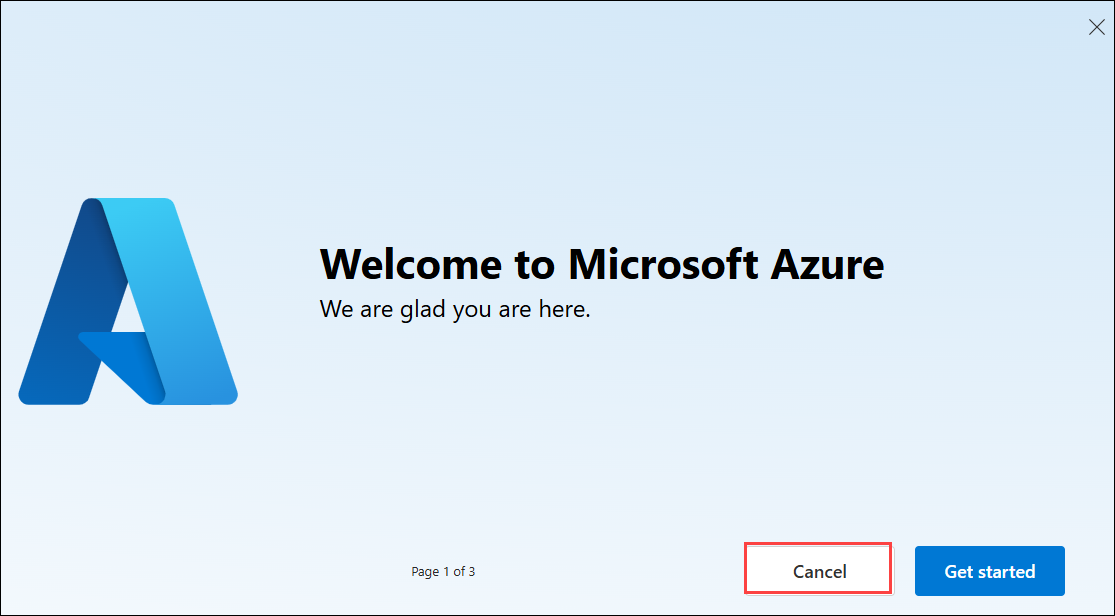 Welcome to Microsoft Azure
We are glad you are here.
Page 1 of 3
Cancel
Get started